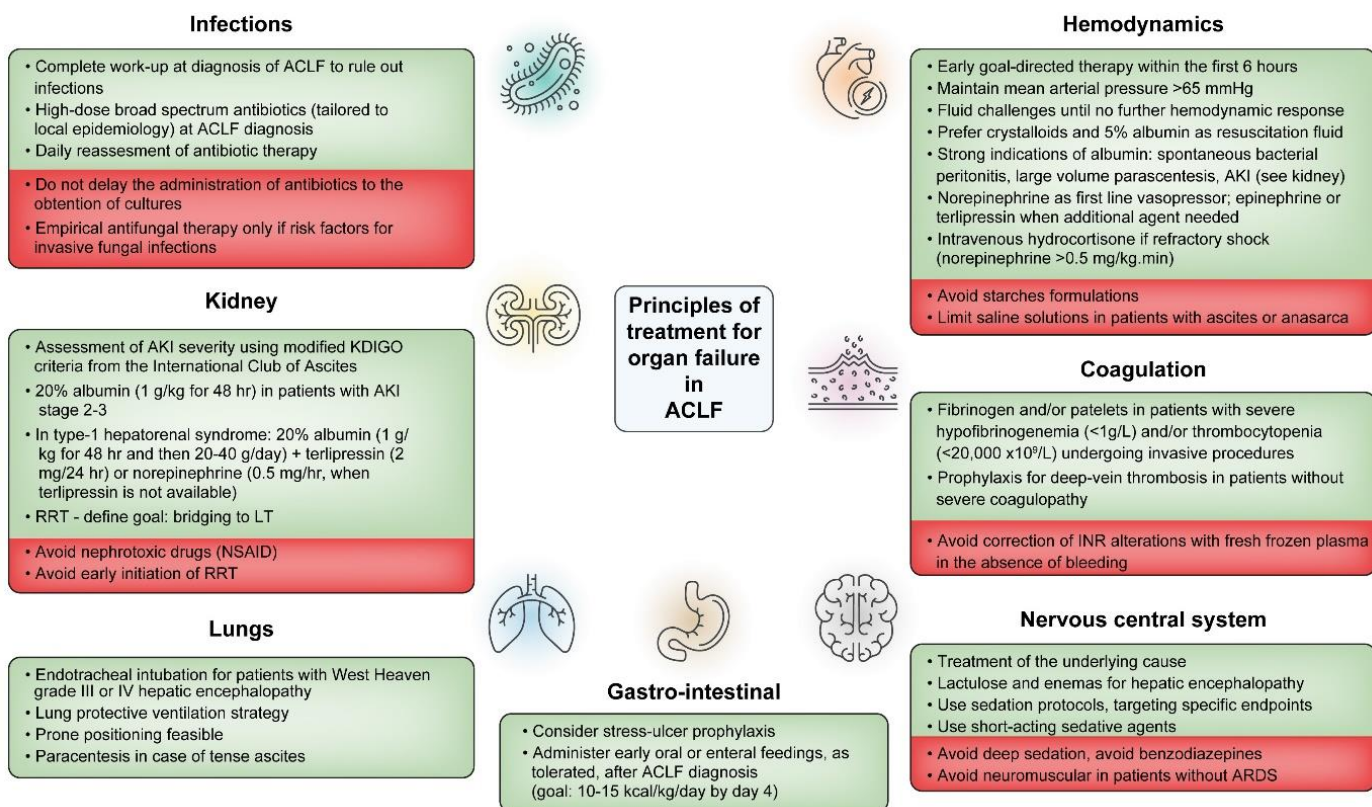 Infections
• Complete work-up at diagnosis of ACLF to rule out
infections
• High-dose broad spectrum antibiotics (tailored to
local epidemiology) at ACLF diagnosis
• Daily reassesment of antibiotic therapy
• Do not delay the administration of antibiotics to the
obtention of cultures
• Empirical antifungal therapy only if risk factors for
invasive fungal infections
Kidney
• Assessment of AKI severity using modified KDIGO
criteria from the International Club of Ascites
• 20% albumin (1 g/kg for 48 hr) in patients with AKI
stage 2-3
• In type-1 hepatorenal syndrome: 20% albumin (1 g/
kg for 48 hr and then 20-40 g/day) + terlipressin (2
mg/24 hr) or norepinephrine (0.5 mg/hr, when
terlipressin is not available)
• RRT - define goal: bridging to LT
• Avoid nephrotoxic drugs (NSAID)
• Avoid early initiation of RRT
Lungs
• Endotracheal intubation for patients with West Heaven
grade III or IV hepatic encephalopathy
• Lung protective ventilation strategy
• Prone positioning feasible
• Paracentesis in case of tense ascites
Principles of
treatment for
organ failure
in
ACLF
Gastro-intestinal
• Consider stress-ulcer prophylaxis
• Administer early oral or enteral feedings, as
tolerated, after ACLF diagnosis
(goal: 10-15 kcal/kg/day by day 4)
Hemodynamics
• Early goal-directed therapy within the first 6 hours
• Maintain mean arterial pressure >65 mmHg
• Fluid challenges until no further hemodynamic response
• Prefer crystalloids and 5% albumin as resuscitation fluid
• Strong indications of albumin: spontaneous bacterial
peritonitis, large volume parascentesis, AKI (see kidney)
• Norepinephrine as first line vasopressor; epinephrine or
terlipressin when additional agent needed
• Intravenous hydrocortisone if refractory shock
(norepinephrine >0.5 mg/kg.min)
• Avoid starches formulations
• Limit saline solutions in patients with ascites or anasarca
Coagulation
• Fibrinogen and/or patelets in patients with severe
hypofibrinogenemia (<1g/L) and/or thrombocytopenia
(<20,000 x10⁹/L) undergoing invasive procedures
• Prophylaxis for deep-vein thrombosis in patients without
severe coagulopathy
• Avoid correction of INR alterations with fresh frozen plasma
in the absence of bleeding
Nervous central system
• Treatment of the underlying cause
• Lactulose and enemas for hepatic encephalopathy
• Use sedation protocols, targeting specific endpoints
• Use short-acting sedative agents
• Avoid deep sedation, avoid benzodiazepines
• Avoid neuromuscular in patients without ARDS